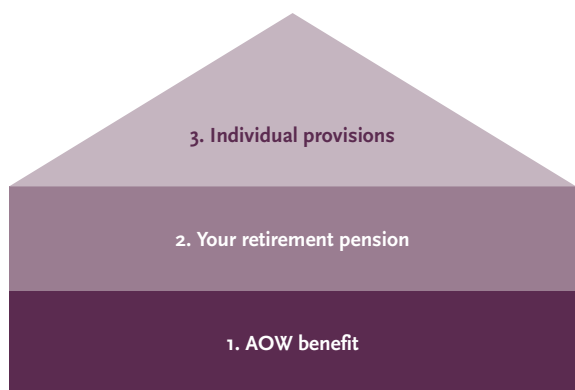 3. Individual provisions
2. Your retirement pension
1. AOW benefit